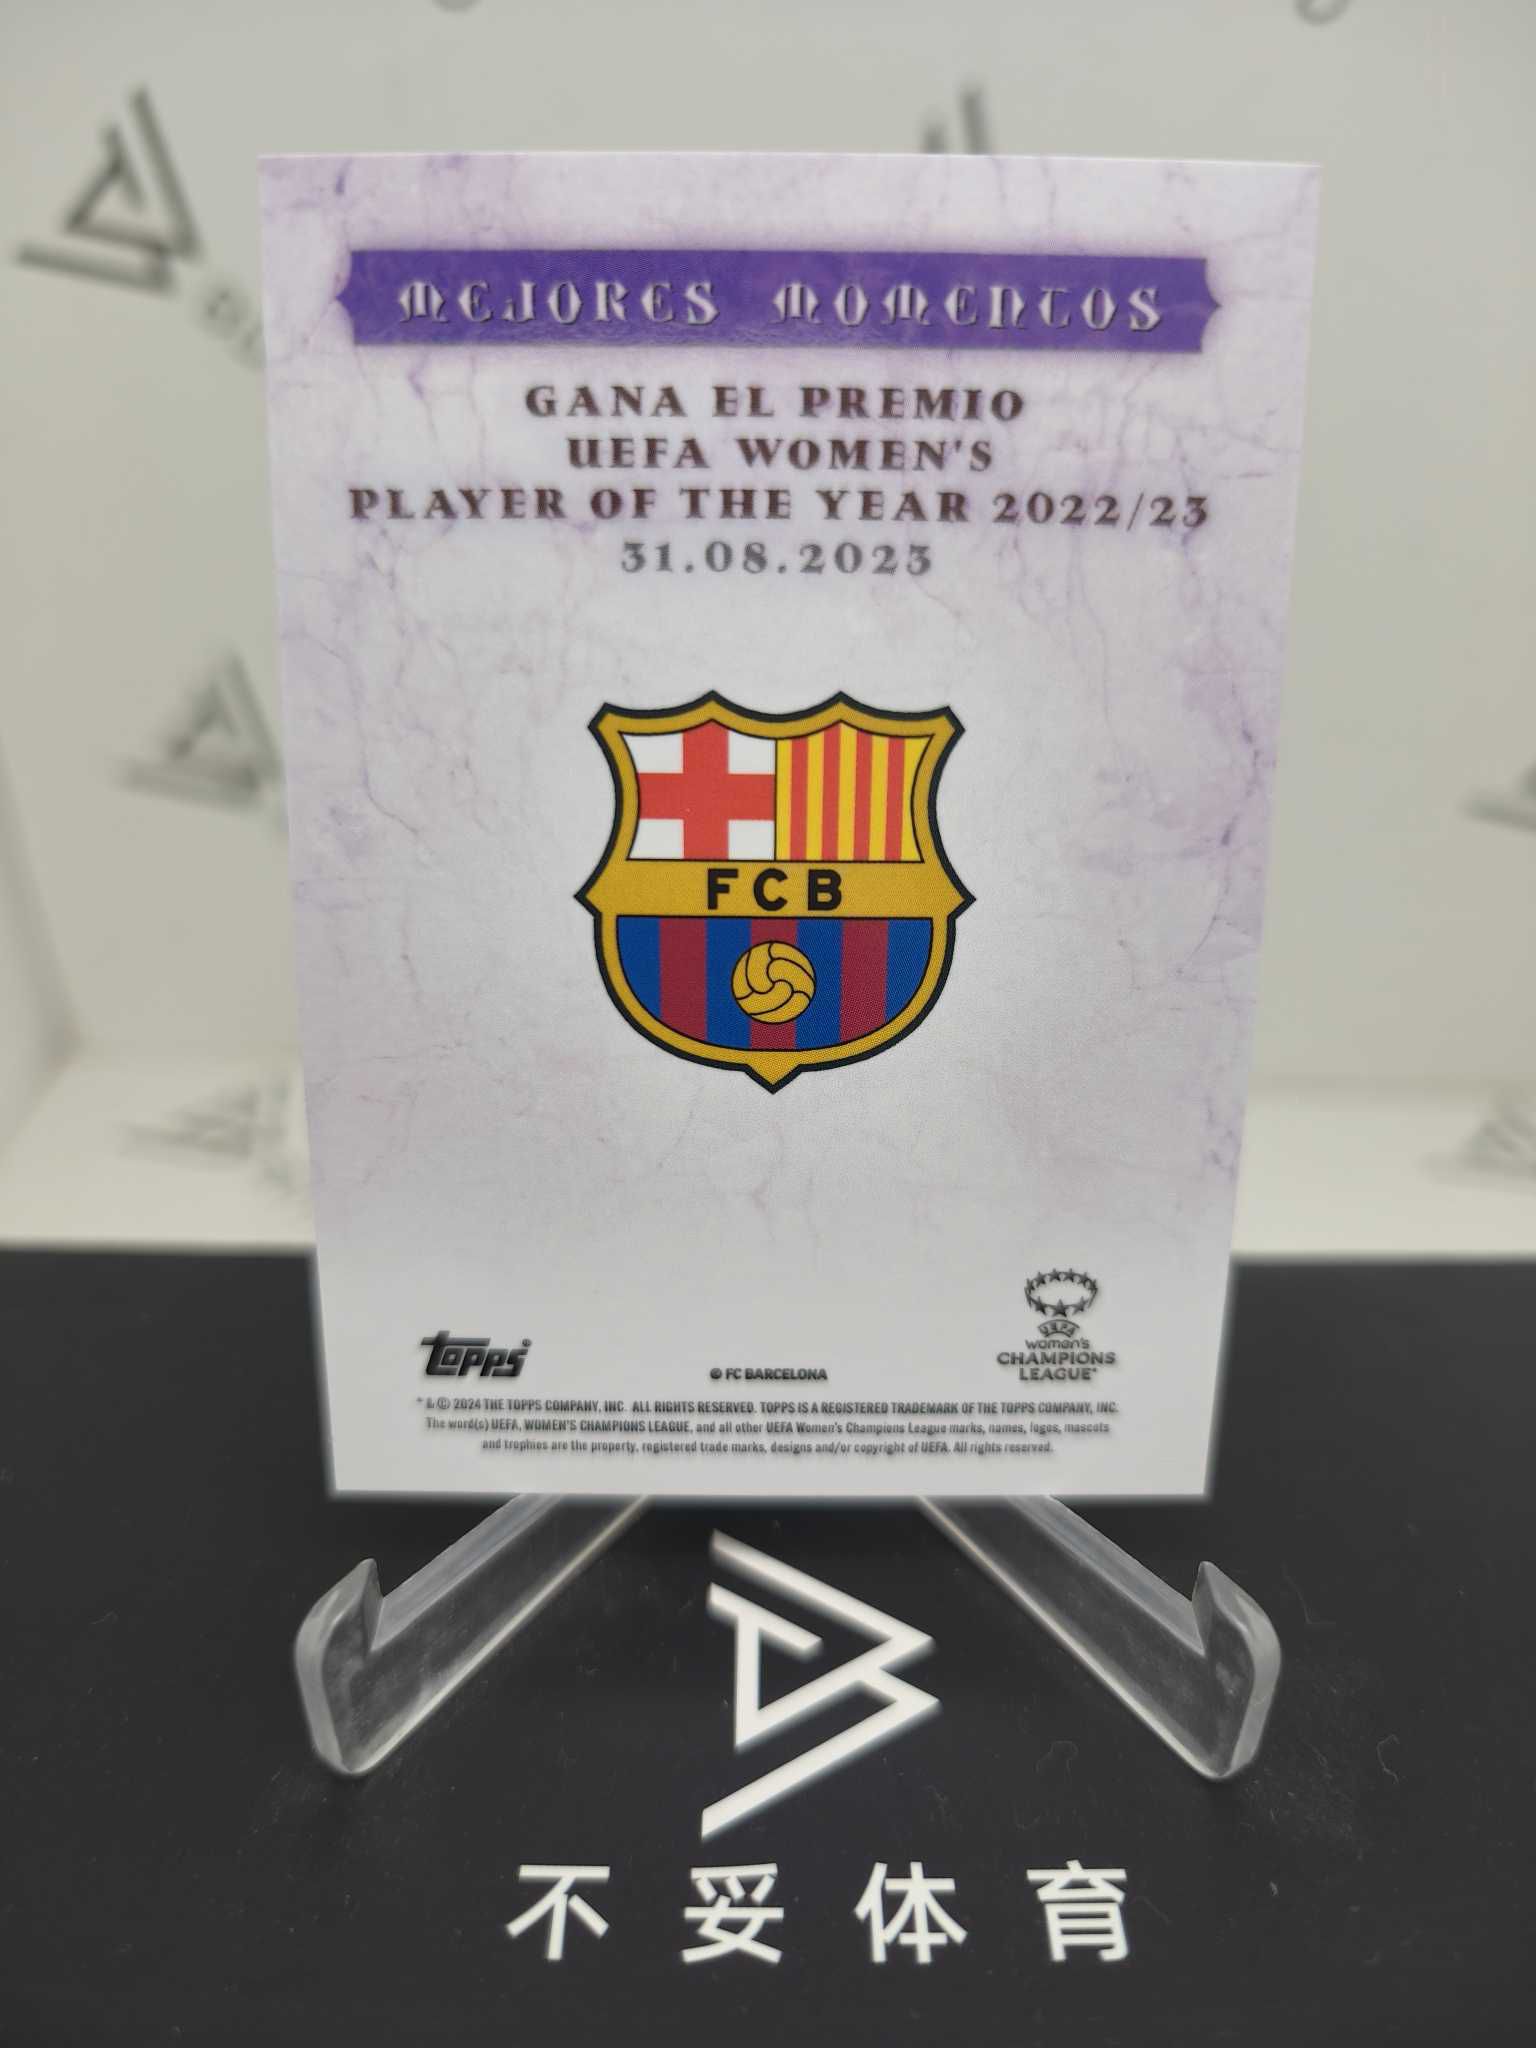 MEJORES MOMENTOS
GANA EL PREMIO
UEFA WOMEN'S
PLAYER OF THE YEAR 2022/23
31.08.2023
FCB
UEFA
women's
CHAMPIONS
LEAGUE®
topps®
© FC BARCELONA
® & © 2024 THE TOPPS COMPANY, INC. ALL RIGHTS RESERVED. TOPPS IS A REGISTERED TRADEMARK OF THE TOPPS COMPANY, INC.
The word(s) UEFA, WOMEN'S CHAMPIONS LEAGUE, and all other UEFA Women's Champions League marks, names, logos, mascots
and trophies are the property, registered trade marks, designs and/or copyright of UEFA. All rights reserved.
不妥体育